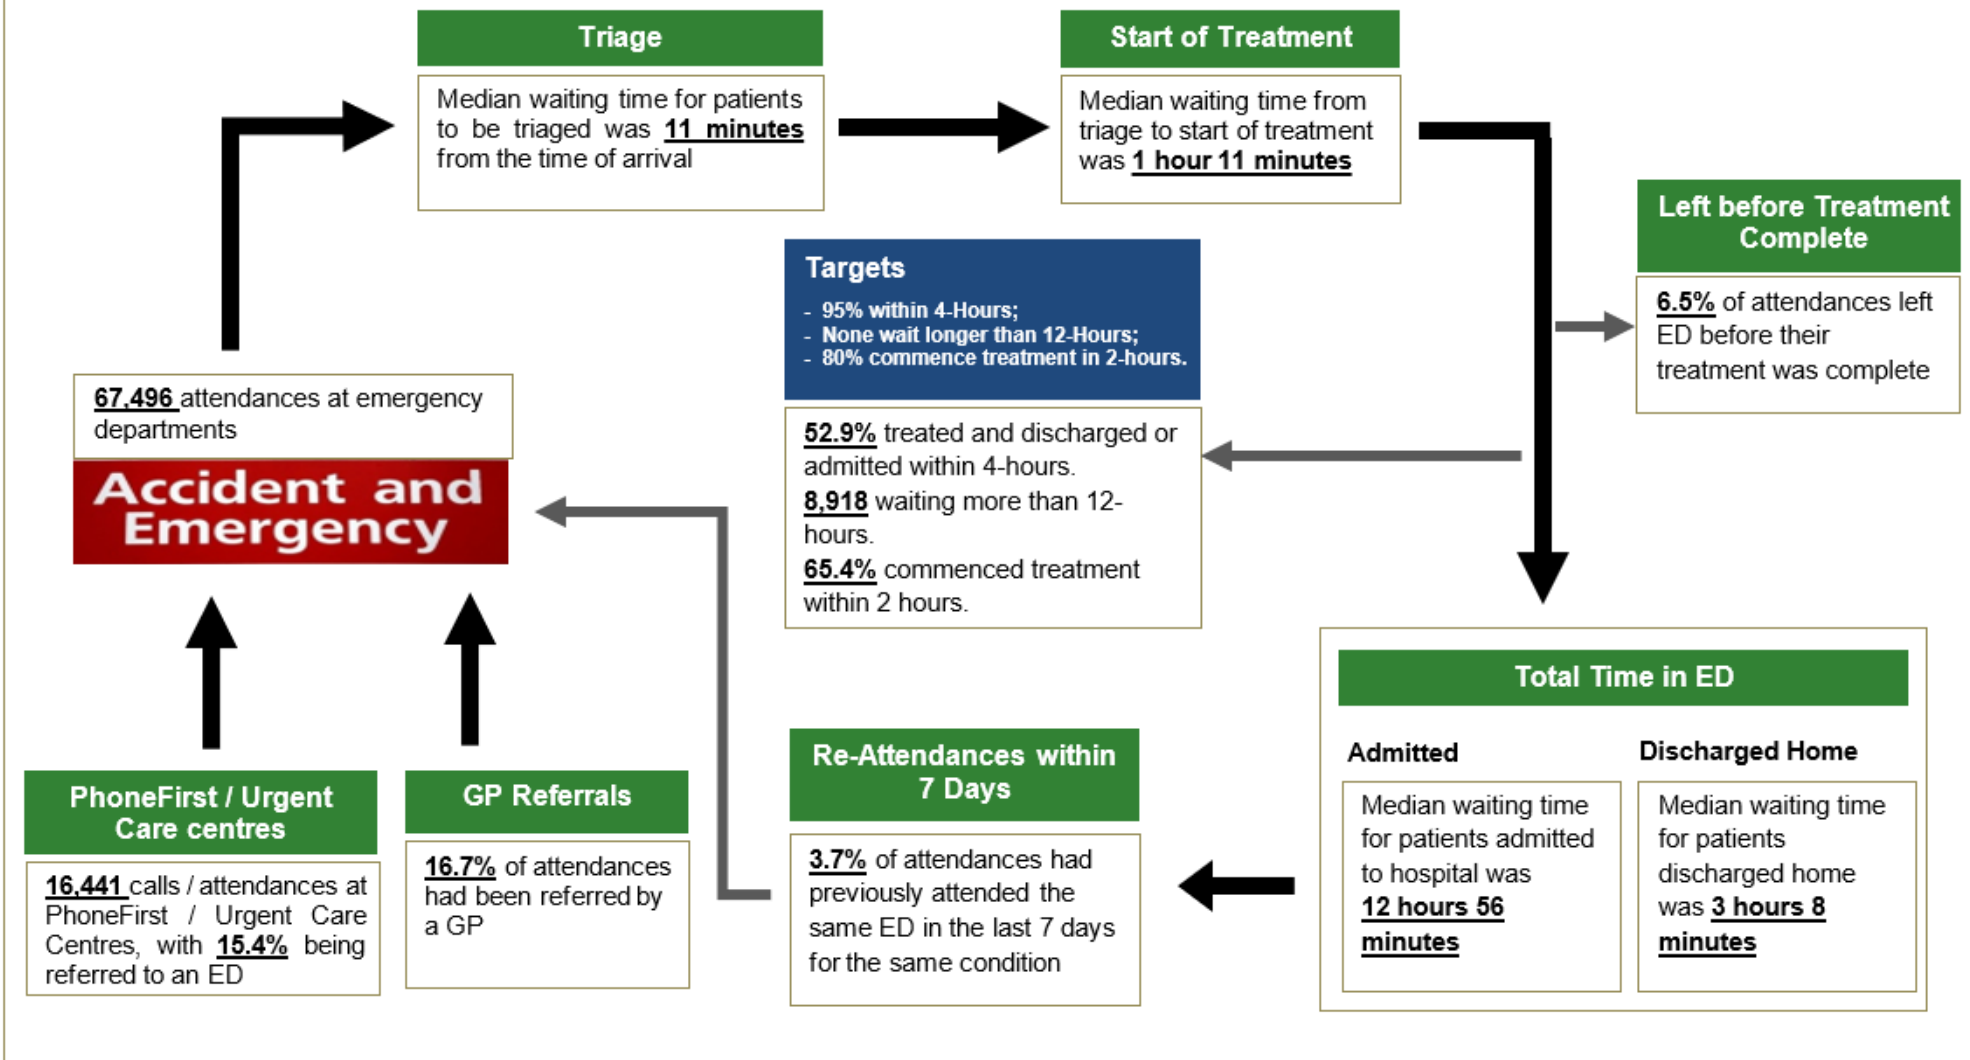 Triage
Median waiting time for patients
to be triaged was 11 minutes
from the time of arrival
Start of Treatment
Median waiting time from
triage to start of treatment
was 1 hour 11 minutes
Left before Treatment
Complete
6.5% of attendances left
ED before their
treatment was complete
Targets
- 95% within 4-Hours;
- None wait longer than 12-Hours;
- 80% commence treatment in 2-hours.
52.9% treated and discharged or
admitted within 4-hours.
8,918 waiting more than 12-
hours.
65.4% commenced treatment
within 2 hours.
67,496 attendances at emergency
departments
Accident and
Emergency
PhoneFirst / Urgent
Care centres
16,441 calls / attendances at
PhoneFirst / Urgent Care
Centres, with 15.4% being
referred to an ED
GP Referrals
16.7% of attendances
had been referred by
a GP
Re-Attendances within
7 Days
3.7% of attendances had
previously attended the
same ED in the last 7 days
for the same condition
Total Time in ED
Admitted
Median waiting time
for patients admitted
to hospital was
12 hours 56
minutes
Discharged Home
Median waiting time
for patients
discharged home
was 3 hours 8
minutes